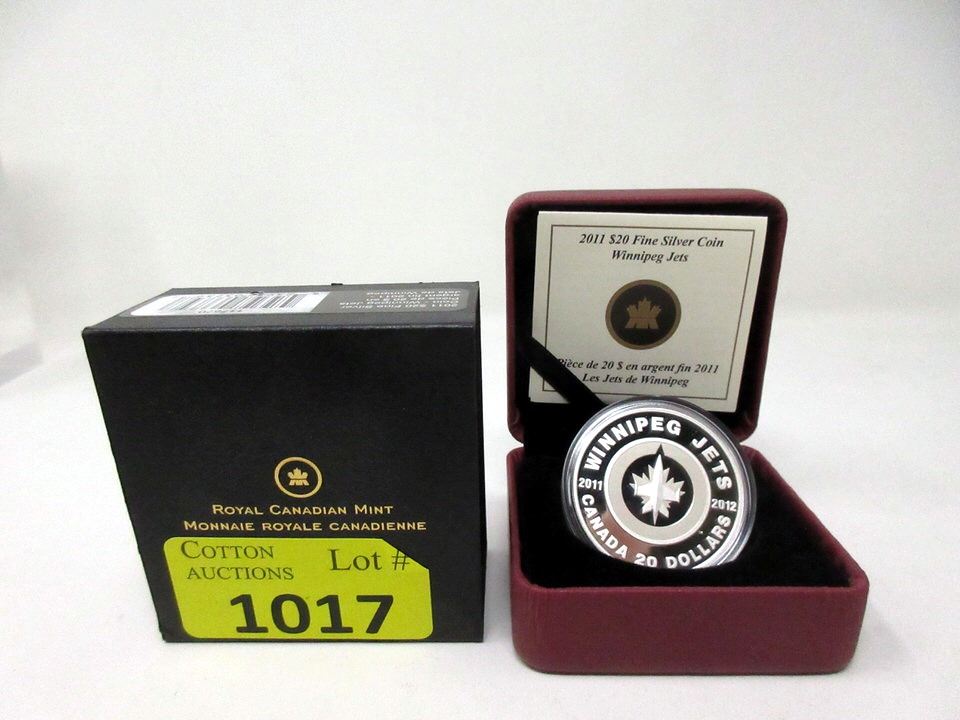 2011 $20 Fine Silver Coin
Winnipeg Jets
Pièce de 20 $ en argent fin 2011
Les Jets de Winnipeg
WINNIPEG JETS
2011 2012
CANADA 20 DOLLARS
ROYAL CANADIAN MINT
MONNAIE ROYALE CANADIENNE
COTTON
AUCTIONS
Lot #
1017